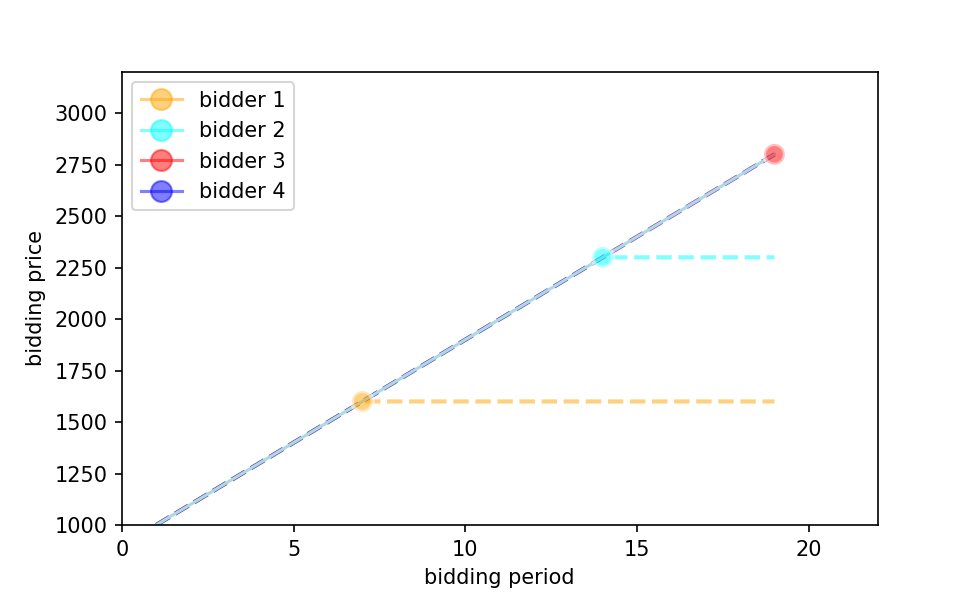 3000
2750
2500
2250
2000
1750
1500
1250
1000
bidding price
bidder 1
bidder 2
bidder 3
bidder 4
0 5 10 15 20
bidding period